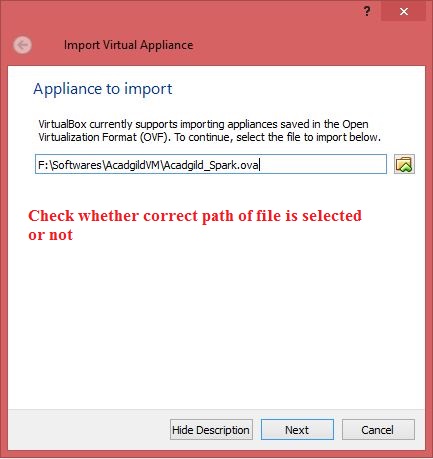 ?
Import Virtual Appliance
Appliance to import
VirtualBox currently supports importing appliances saved in the Open
Virtualization Format (OVF). To continue, select the file to import below.
F:\Softwares\AcadgildVM\Acadgild_Spark.ova
Check whether correct path of file is selected
or not
Hide Description Next Cancel